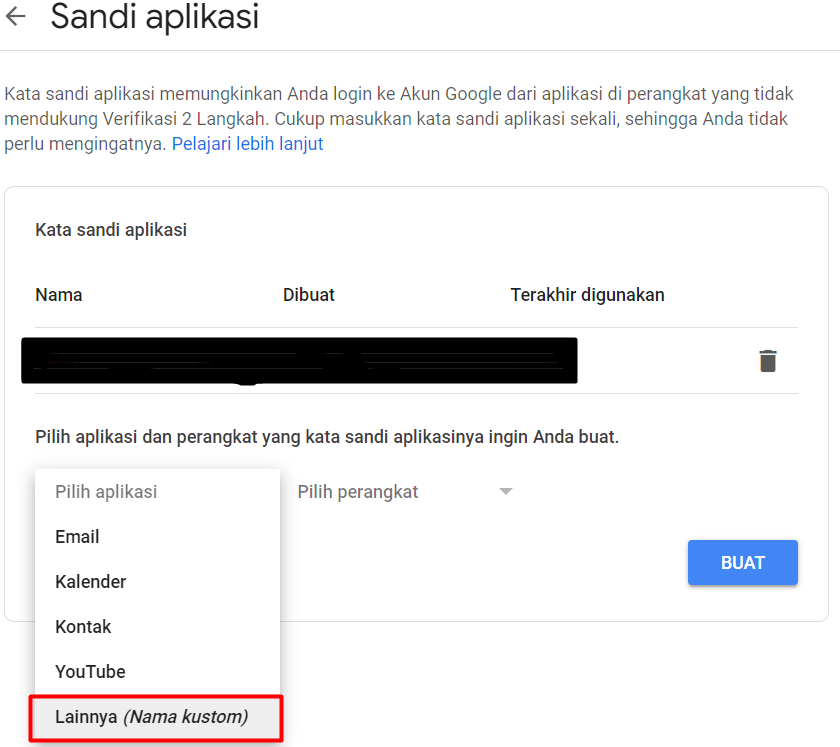 Sandi aplikasi
Kata sandi aplikasi memungkinkan Anda login ke Akun Google dari aplikasi di perangkat yang tidak
mendukung Verifikasi 2 Langkah. Cukup masukkan kata sandi aplikasi sekali, sehingga Anda tidak
perlu mengingatnya. Pelajari lebih lanjut
Kata sandi aplikasi
Nama Dibuat Terakhir digunakan
Pilih aplikasi dan perangkat yang kata sandi aplikasinya ingin Anda buat.
Pilih aplikasi Pilih perangkat
Email
Kalender
BUAT
Kontak
YouTube
Lainnya (Nama kustom)